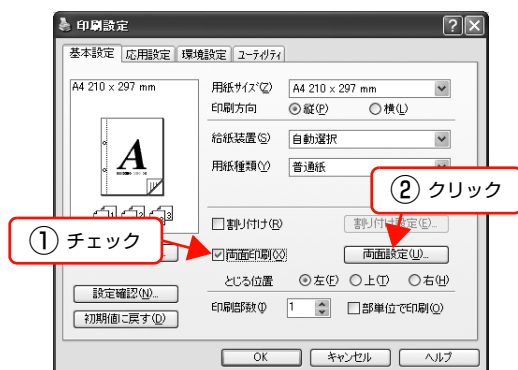 印刷設定
基本設定 応用設定 環境設定 ユーティリティ
A4 210 x 297 mm
用紙サイズ(Z) A4 210 x 297 mm
印刷方向 縦(P) 横(L)
給紙装置(S) 自動選択
用紙種類(Y) 普通紙
A
1 2 3
② クリック
割り付け(R) 割り付け設定(E)...
① チェック
両面印刷(X) 両面設定(U)...
とじる位置 左(F) 上(T) 右(H)
設定確認(N)...
印刷部数(I) 1 部単位で印刷(O)
初期値に戻す(D)
OK キャンセル ヘルプ